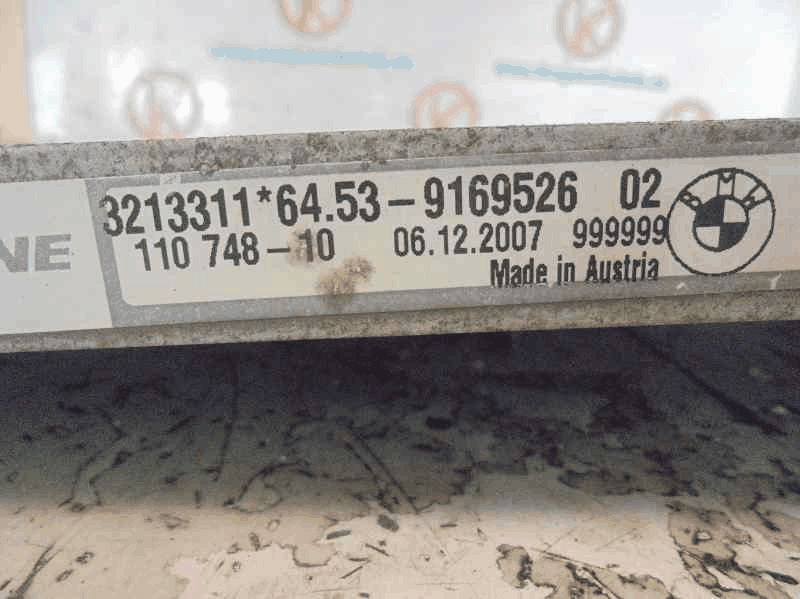 NE
3213311*64.53-9169526 02
110 748-10 06.12.2007 999999
Made in Austria
BMW